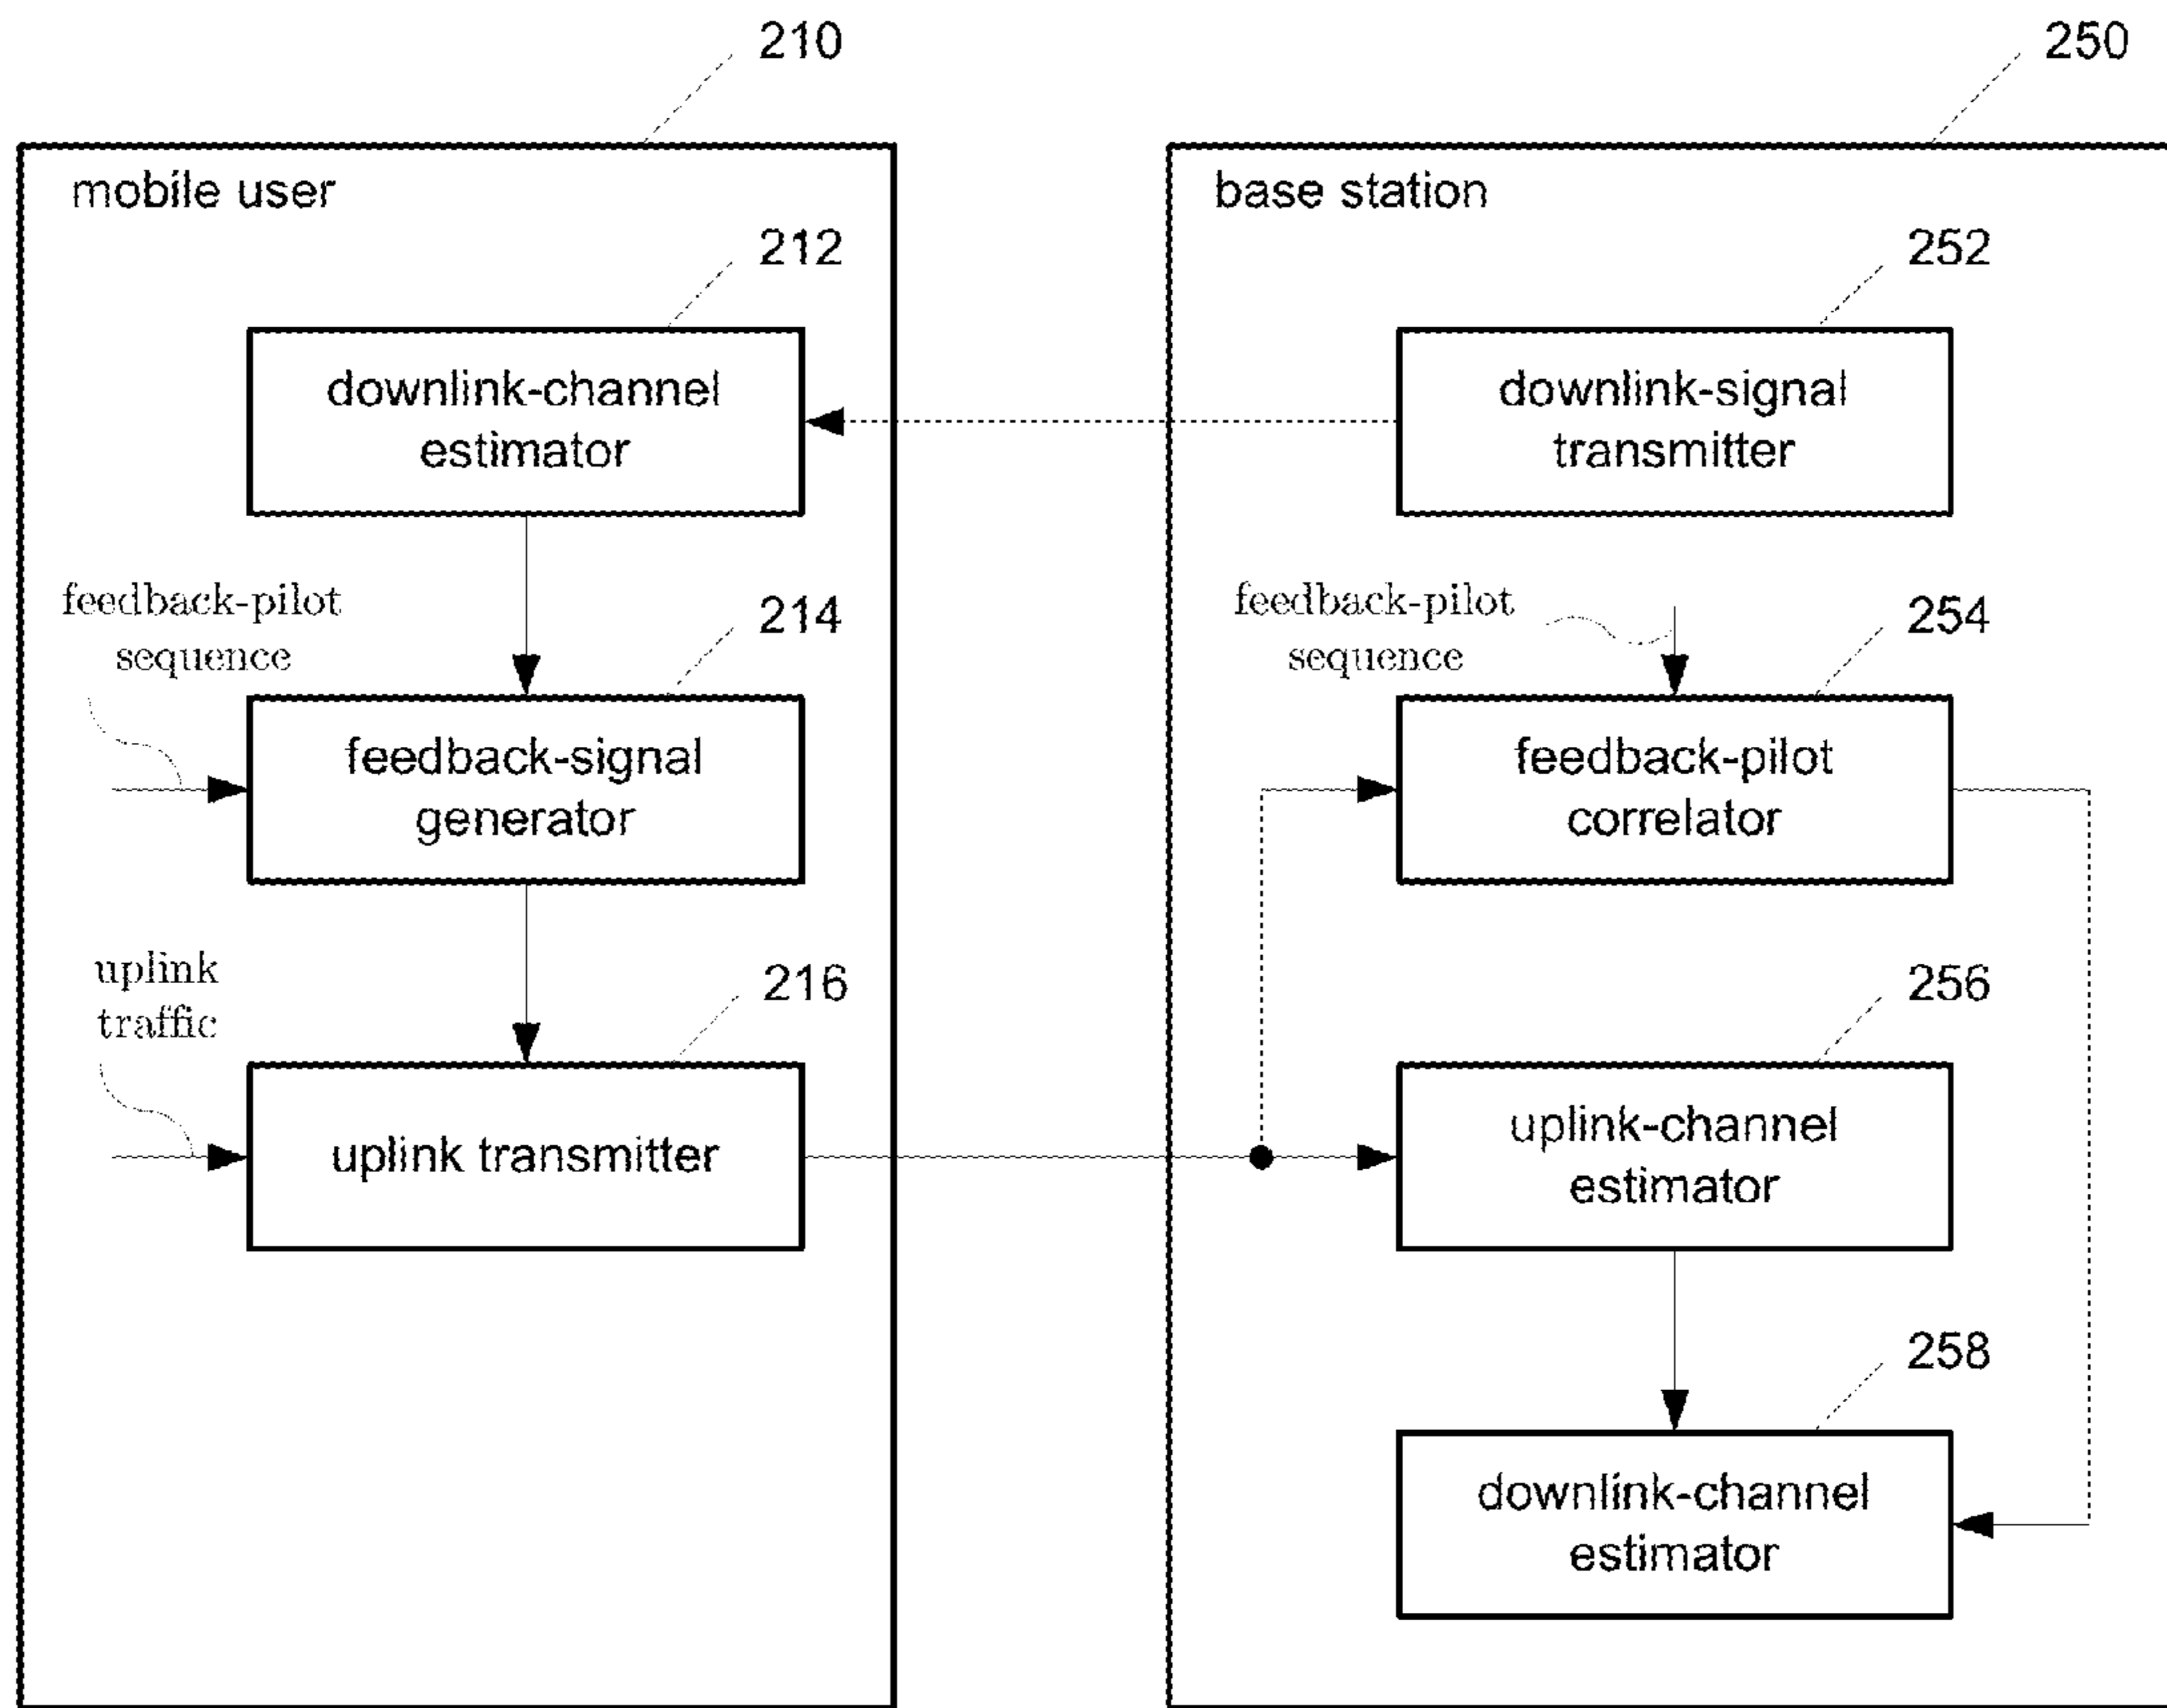 210
250
mobile user
base station
212
252
downlink-channel
estimator
downlink-signal
transmitter
feedback-pilot
sequence
214
feedback-pilot
sequence
254
feedback-signal
generator
feedback-pilot
correlator
uplink
traffic
216
256
uplink transmitter
uplink-channel
estimator
258
downlink-channel
estimator